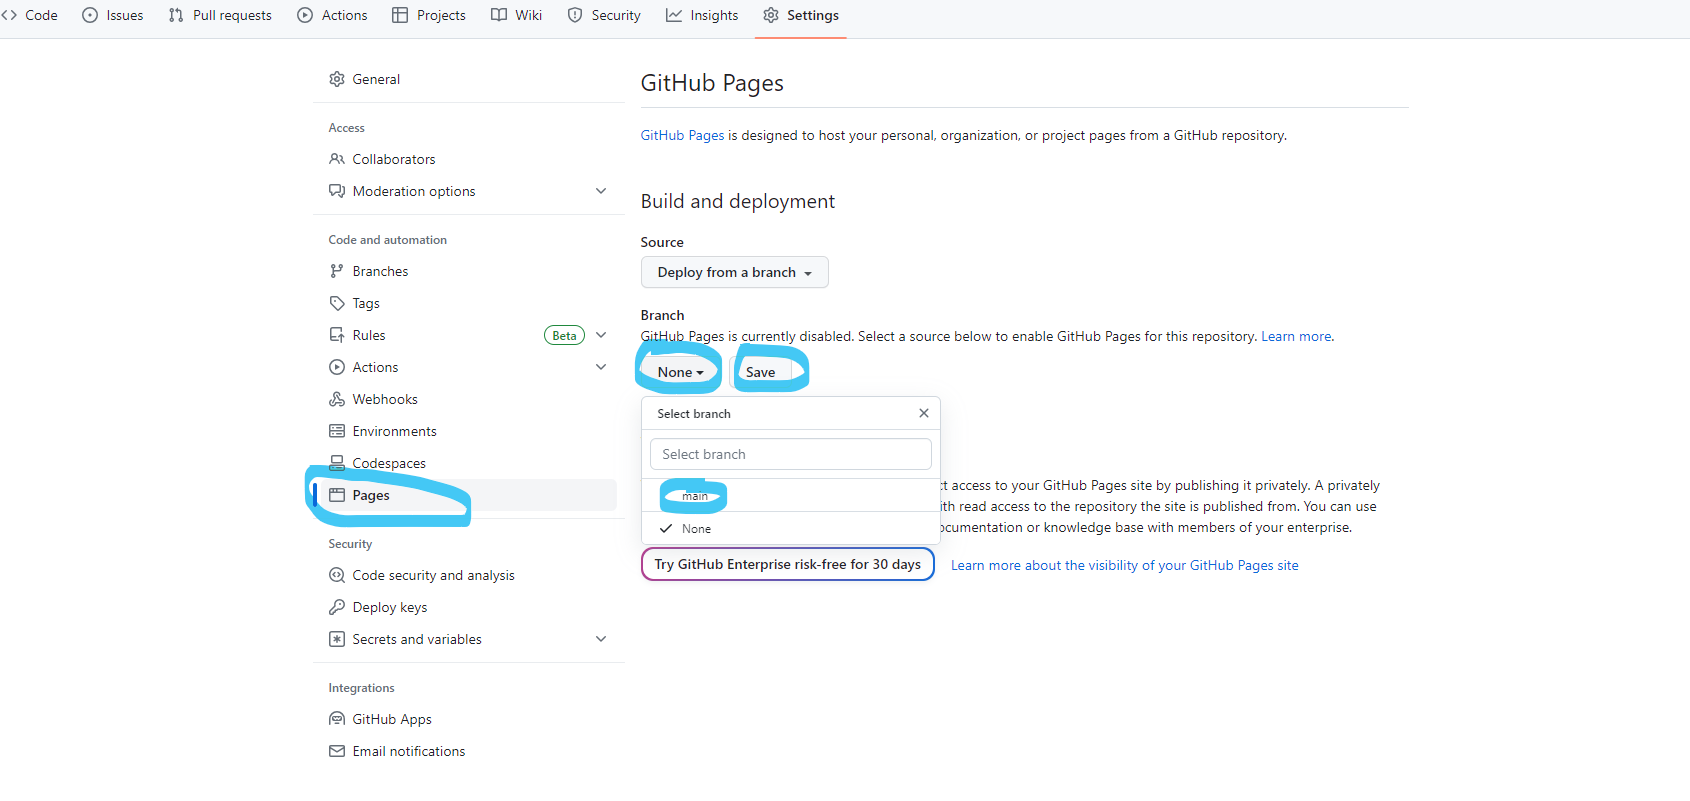 Code Issues Pull requests Actions Projects Wiki Security Insights Settings
General
Access
Collaborators
Moderation options
Code and automation
Branches
Tags
Rules Beta
Actions
Webhooks
Environments
Codespaces
Pages
Security
Code security and analysis
Deploy keys
Secrets and variables
Integrations
GitHub Apps
Email notifications
GitHub Pages
GitHub Pages is designed to host your personal, organization, or project pages from a GitHub repository.
Build and deployment
Source
Deploy from a branch
Branch
GitHub Pages is currently disabled. Select a source below to enable GitHub Pages for this repository. Learn more.
None Save
Select branch
Select branch
main
None
access to your GitHub Pages site by publishing it privately. A privately
read access to the repository the site is published from. You can use
or knowledge base with members of your enterprise.
Try GitHub Enterprise risk-free for 30 days Learn more about the visibility of your GitHub Pages site